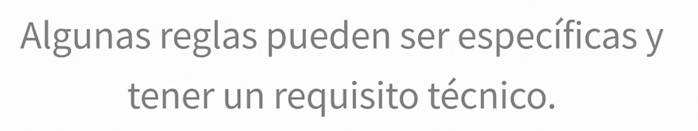 Algunas reglas pueden ser específicas y
tener un requisito técnico.